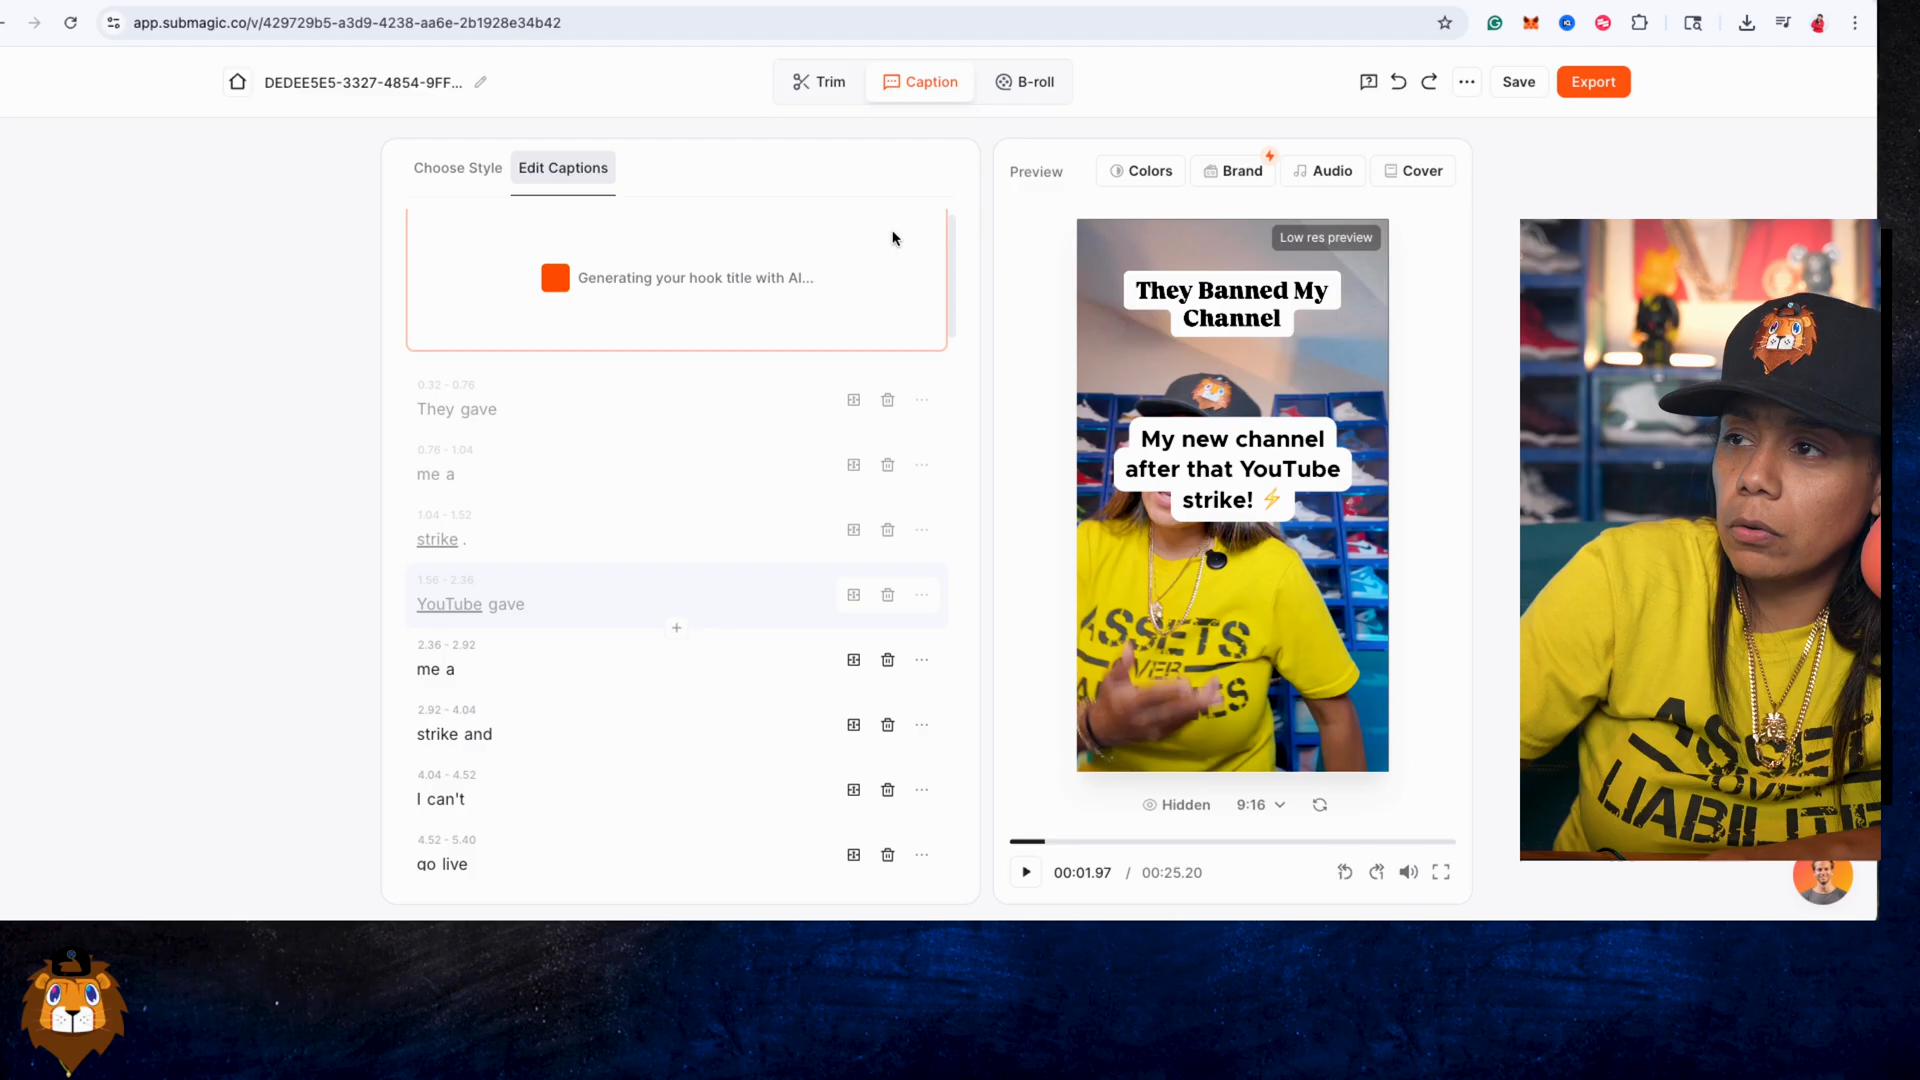 app.submagic.co/v/429729b5-a3d9-4238-aa6e-2b1928e34b42
DEDEE5E5-3327-4854-9FF...
Trim
Caption
B-roll
Save
Export
Choose Style
Edit Captions
Generating your hook title with AI...
0.32 - 0.76
They gave
0.76 - 1.04
me a
1.04 - 1.52
strike .
1.56 - 2.36
YouTube gave
2.36 - 2.92
me a
2.92 - 4.04
strike and
4.04 - 4.52
I can't
4.52 - 5.40
go live
Preview
Colors
Brand
Audio
Cover
Low res preview
They Banned My
Channel
My new channel
after that YouTube
strike! ⚡
ASSETS
OVER
Hidden
9:16
00:01.97 / 00:25.20